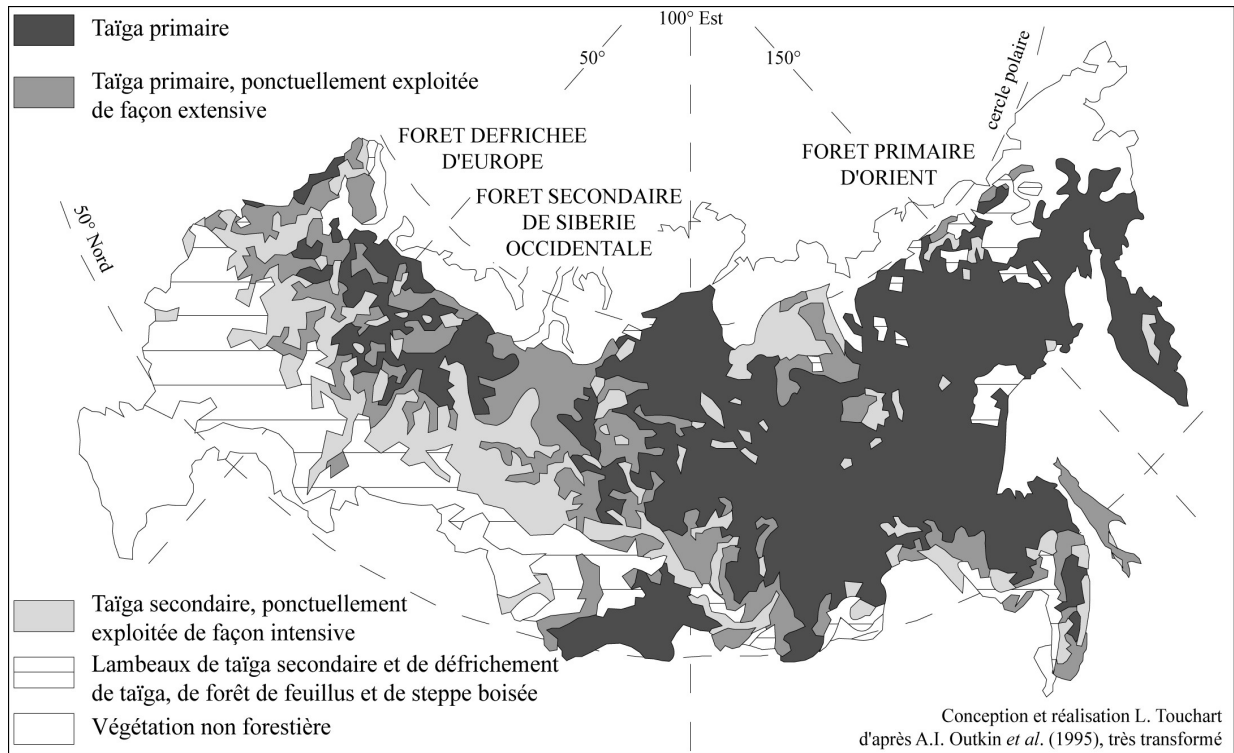 Taïga primaire
Taïga primaire, ponctuellement exploitée
de façon extensive
100° Est
50°
150°
cercle polaire
FORET DEFRICHEE
D'EUROPE
FORET SECONDAIRE
DE SIBERIE
OCCIDENTALE
FORET PRIMAIRE
D'ORIENT
50° Nord
Taïga secondaire, ponctuellement
exploitée de façon intensive
Lambeaux de taïga secondaire et de défrichement
de taïga, de forêt de feuillus et de steppe boisée
Végétation non forestière
Conception et réalisation L. Touchart
d'après A.I. Outkin et al. (1995), très transformé